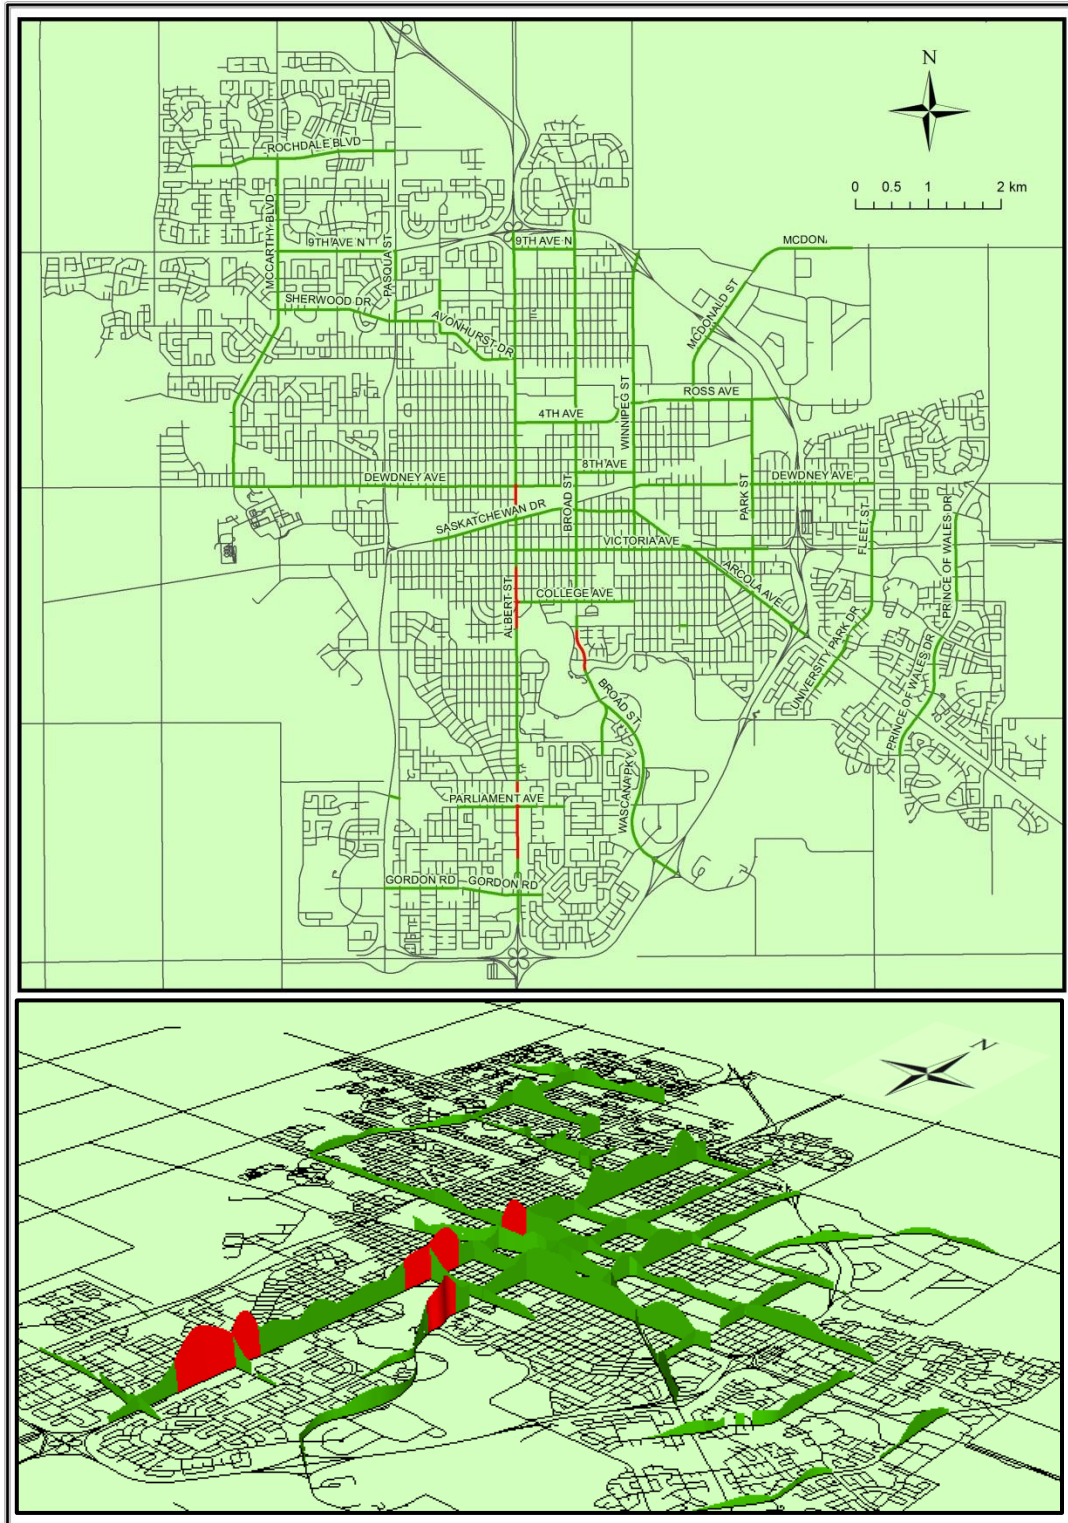 N
0 0.5 1 2 km
ROCHDALE BLVD
MCCARTHY BLVD
9TH AVE N
PASQUA ST
9TH AVE N
MCDON
SHERWOOD DR
AVONHURST DR
MCDONALD ST
ROSS AVE
4TH AVE
WINNIPEG ST
8TH AVE
DEWDNEY AVE
DEWDNEY AVE
BROAD ST
SASKATCHEWAN DR
PARK ST
FLEET ST
VICTORIA AVE
ARCOLA AVE
PRINCE OF WALES DR
ALBERT ST
COLLEGE AVE
UNIVERSITY PARK DR
PRINCE OF WALES DR
BROAD ST
WASCANA PKY
PARLIAMENT AVE
GORDON RD
GORDON RD
N